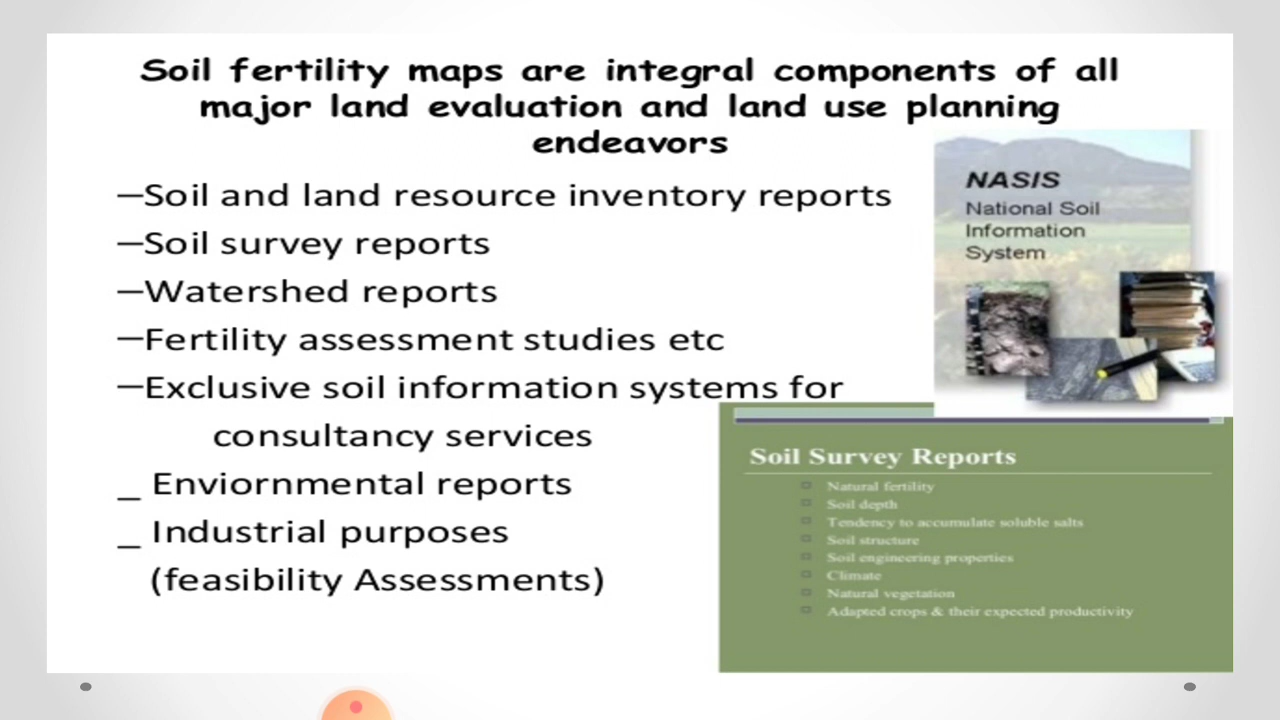 Soil fertility maps are integral components of all
major land evaluation and land use planning
endeavors
–Soil and land resource inventory reports
–Soil survey reports
–Watershed reports
–Fertility assessment studies etc
–Exclusive soil information systems for
consultancy services
_ Enviornmental reports
_ Industrial purposes
(feasibility Assessments)
NASIS
National Soil
Information
System
Soil Survey Reports
Natural fertility
Soil depth
Tendency to accumulate soluble salts
Soil structure
Soil engineering properties
Climate
Natural vegetation
Adapted crops & their expected productivity